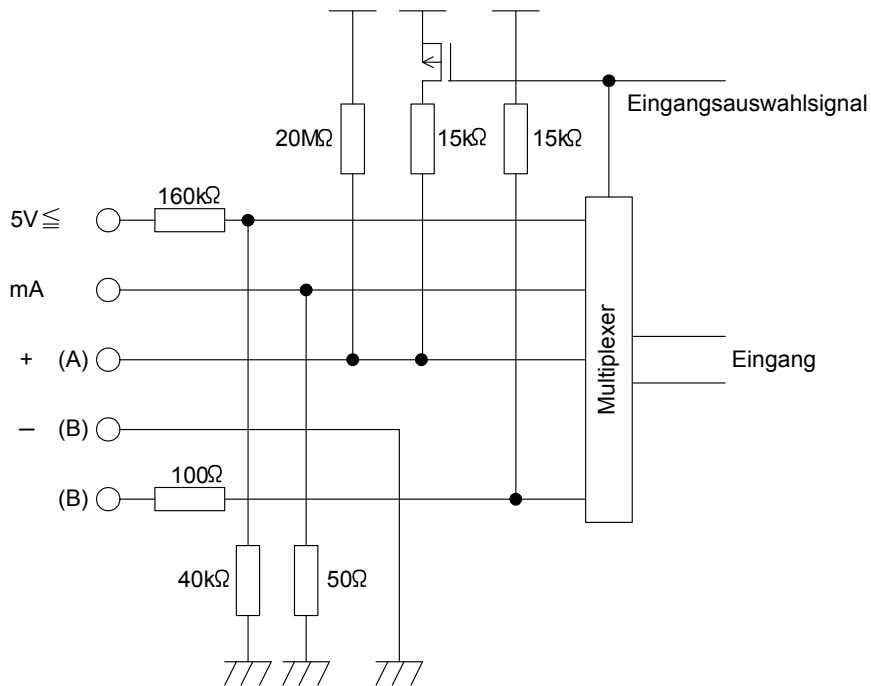 Eingangsauswahlsignal
20MΩ 15kΩ 15kΩ
160kΩ
5V≦
mA
+ (A)
Multiplexer
Eingang
− (B)
100Ω
(B)
40kΩ 50Ω